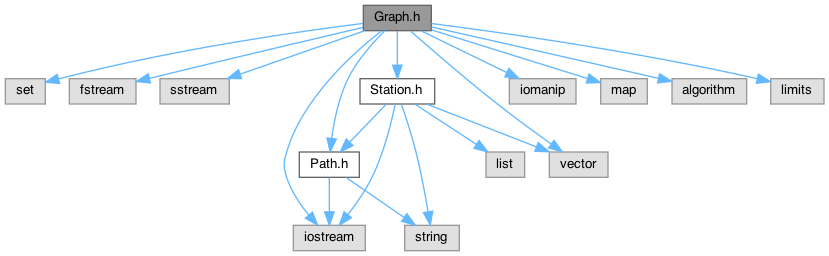 Graph.h
set
fstream
sstream
Station.h
iomanip
map
algorithm
limits
Path.h
list
vector
iostream
string